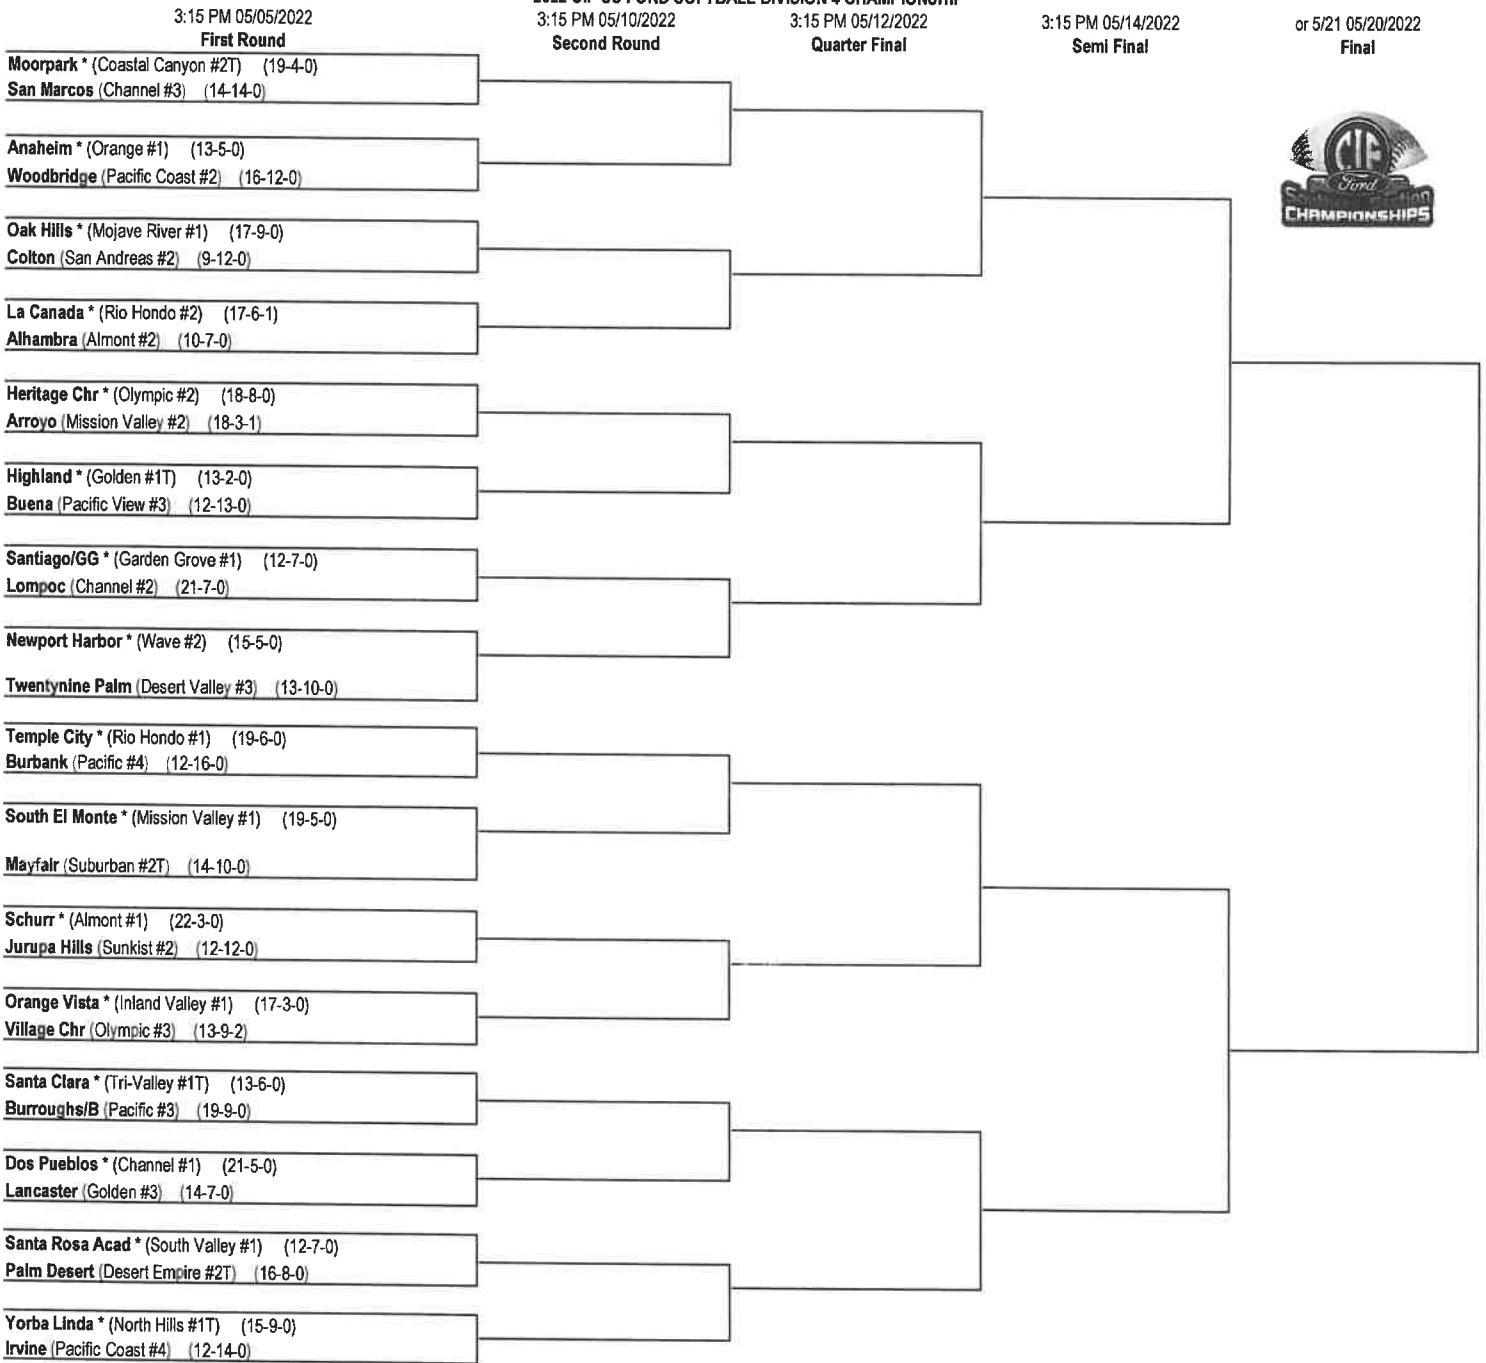 3:15 PM 05/05/2022
First Round
3:15 PM 05/10/2022
Second Round
3:15 PM 05/12/2022
Quarter Final
3:15 PM 05/14/2022
Semi Final
or 5/21 05/20/2022
Final
Moorpark * (Coastal Canyon #2T) (19-4-0)
San Marcos (Channel #3) (14-14-0)
Anaheim * (Orange #1) (13-5-0)
Woodbridge (Pacific Coast #2) (16-12-0)
Oak Hills * (Mojave River #1) (17-9-0)
Colton (San Andreas #2) (9-12-0)
La Canada * (Rio Hondo #2) (17-6-1)
Alhambra (Almont #2) (10-7-0)
Heritage Chr * (Olympic #2) (18-8-0)
Arroyo (Mission Valley #2) (18-3-1)
Highland * (Golden #1T) (13-2-0)
Buena (Pacific View #3) (12-13-0)
Santiago/GG * (Garden Grove #1) (12-7-0)
Lompoc (Channel #2) (21-7-0)
Newport Harbor * (Wave #2) (15-5-0)
Twentynine Palm (Desert Valley #3) (13-10-0)
Temple City * (Rio Hondo #1) (19-6-0)
Burbank (Pacific #4) (12-16-0)
South El Monte * (Mission Valley #1) (19-5-0)
Mayfair (Suburban #2T) (14-10-0)
Schurr * (Almont #1) (22-3-0)
Jurupa Hills (Sunkist #2) (12-12-0)
Orange Vista * (Inland Valley #1) (17-3-0)
Village Chr (Olympic #3) (13-9-2)
Santa Clara * (Tri-Valley #1T) (13-6-0)
Burroughs/B (Pacific #3) (19-9-0)
Dos Pueblos * (Channel #1) (21-5-0)
Lancaster (Golden #3) (14-7-0)
Santa Rosa Acad * (South Valley #1) (12-7-0)
Palm Desert (Desert Empire #2T) (16-8-0)
Yorba Linda * (North Hills #1T) (15-9-0)
Irvine (Pacific Coast #4) (12-14-0)
CIF
Ford
CHAMPIONSHIPS